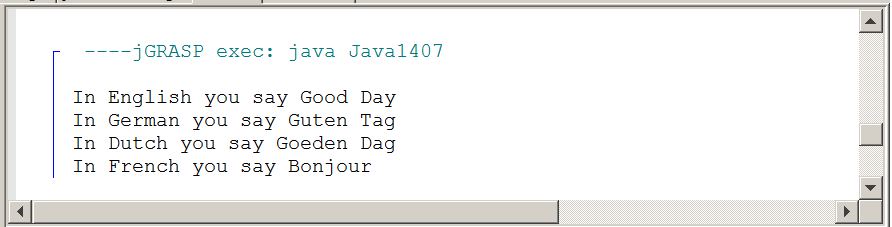 ----jGRASP exec: java Java1407
In English you say Good Day
In German you say Guten Tag
In Dutch you say Goeden Dag
In French you say Bonjour